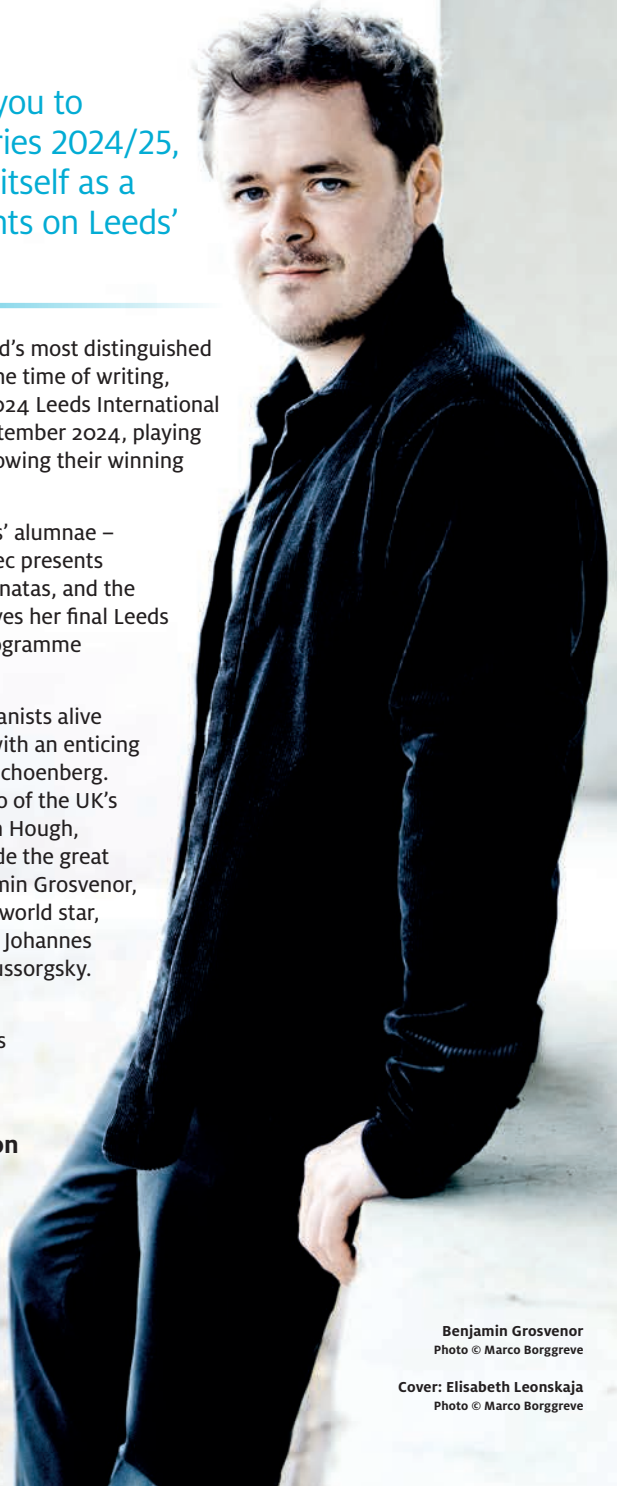 you to
ries 2024/25,
itself as a
nts on Leeds'
d's most distinguished
ne time of writing,
024 Leeds International
tember 2024, playing
owing their winning
s' alumnae –
ec presents
natas, and the
ves her final Leeds
ogramme
anists alive
with an enticing
choenberg.
o of the UK's
n Hough,
de the great
min Grosvenor,
world star,
Johannes
ussorgsky.
s
on
Benjamin Grosvenor
Photo © Marco Borggreve
Cover: Elisabeth Leonskaja
Photo © Marco Borggreve